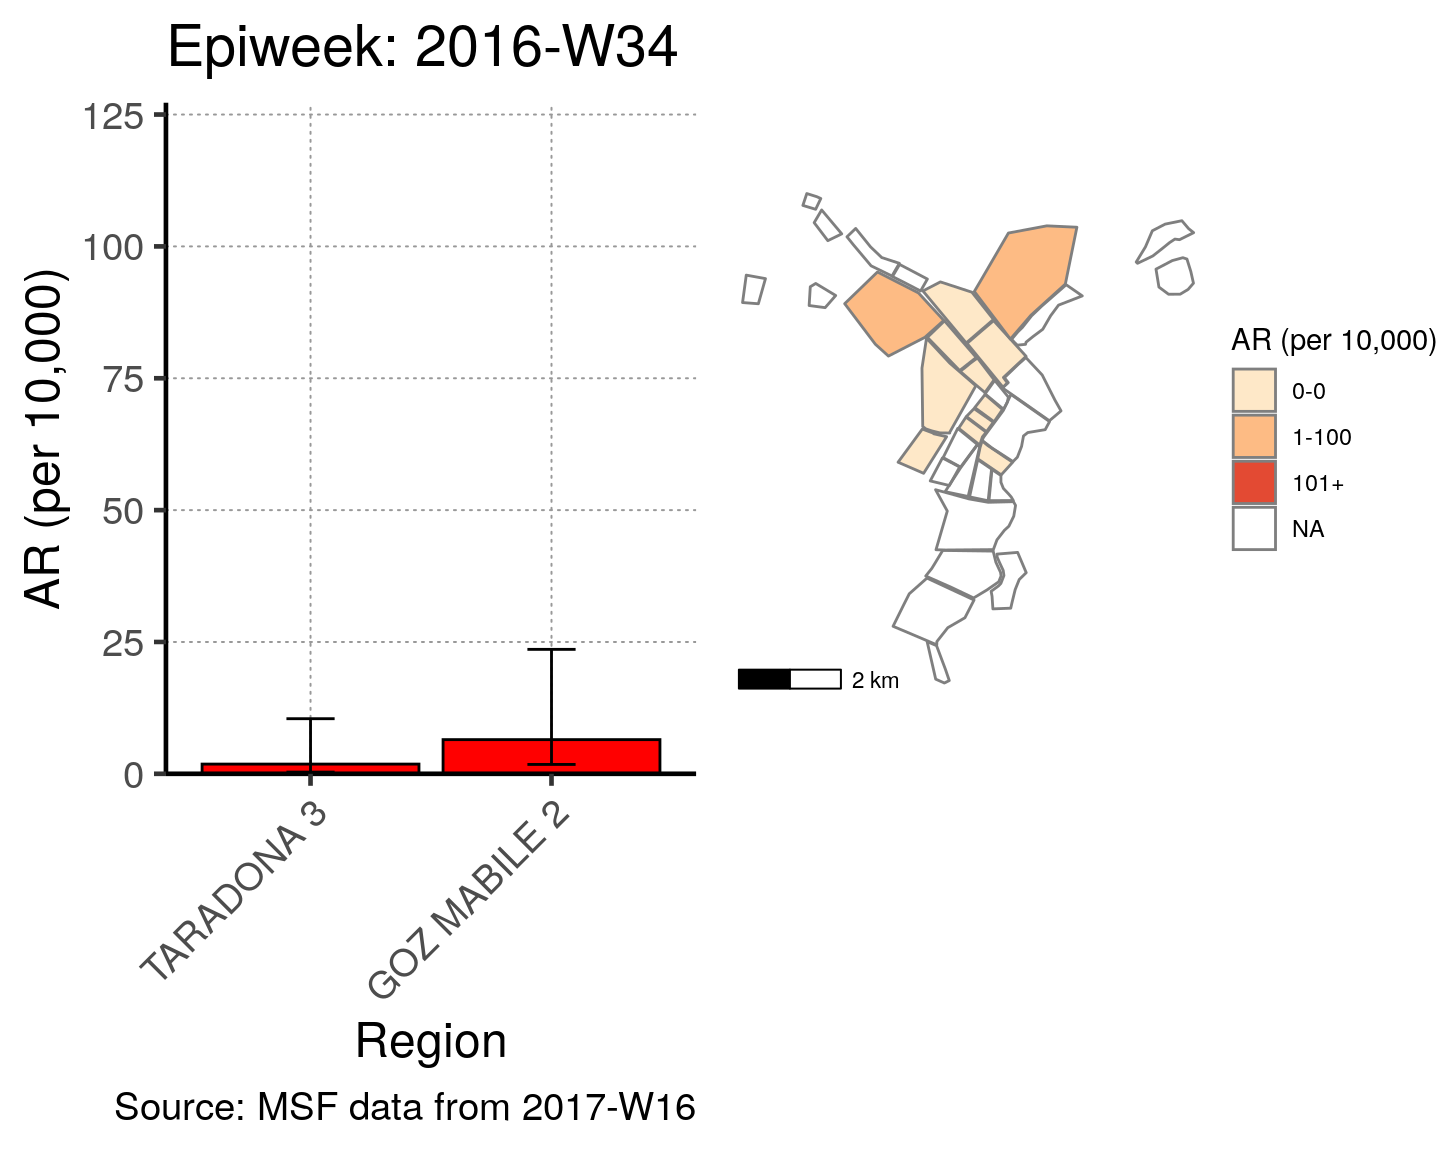 Epiweek: 2016-W34
AR (per 10,000)
125
100
75
50
25
0
TARADONA 3
GOZ MABILE 2
Region
Source: MSF data from 2017-W16
2 km
AR (per 10,000)
0-0
1-100
101+
NA